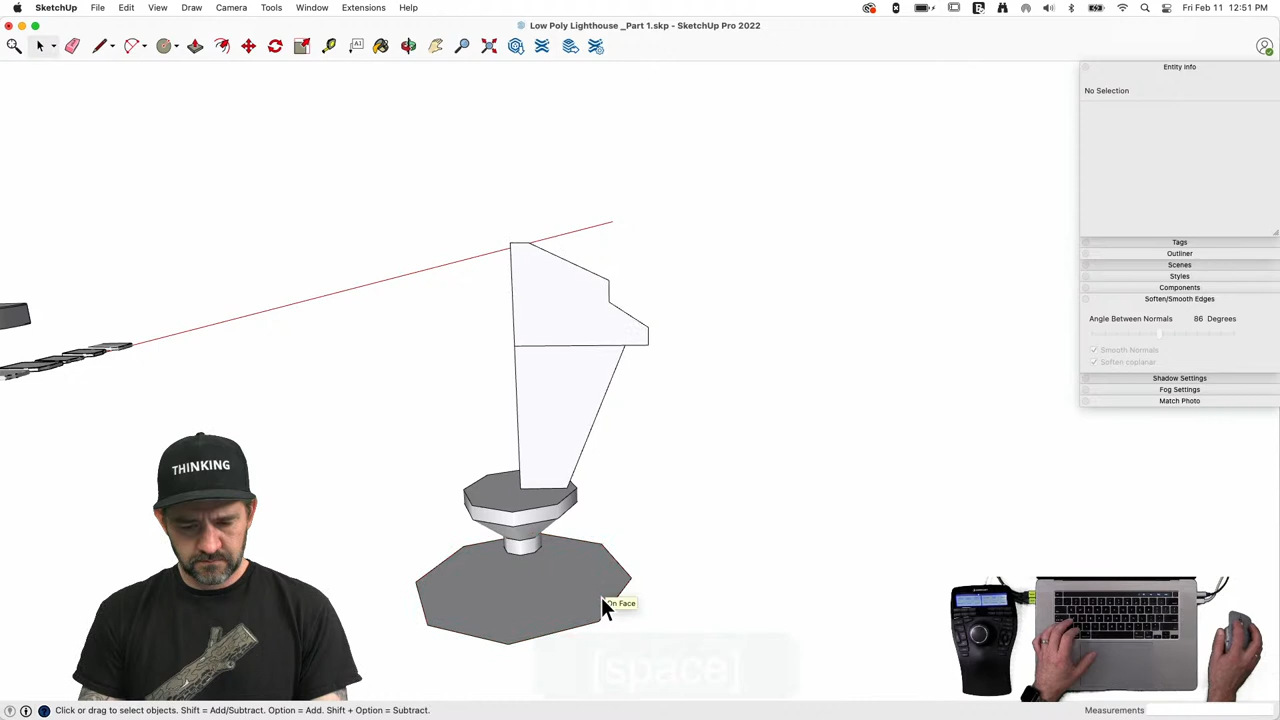 SketchUp File Edit View Draw Camera Tools Window Extensions Help
Fri Feb 11 12:51 PM
Low Poly Lighthouse _Part 1.skp - SketchUp Pro 2022
Entity Info
No Selection
Tags
Outliner
Scenes
Styles
Components
Soften/Smooth Edges
Angle Between Normals 86 Degrees
Smooth Normals
Soften coplanar
Shadow Settings
Fog Settings
Match Photo
THINKING
On Face
[space]
Click or drag to select objects. Shift = Add/Subtract. Option = Add. Shift + Option = Subtract.
Measurements